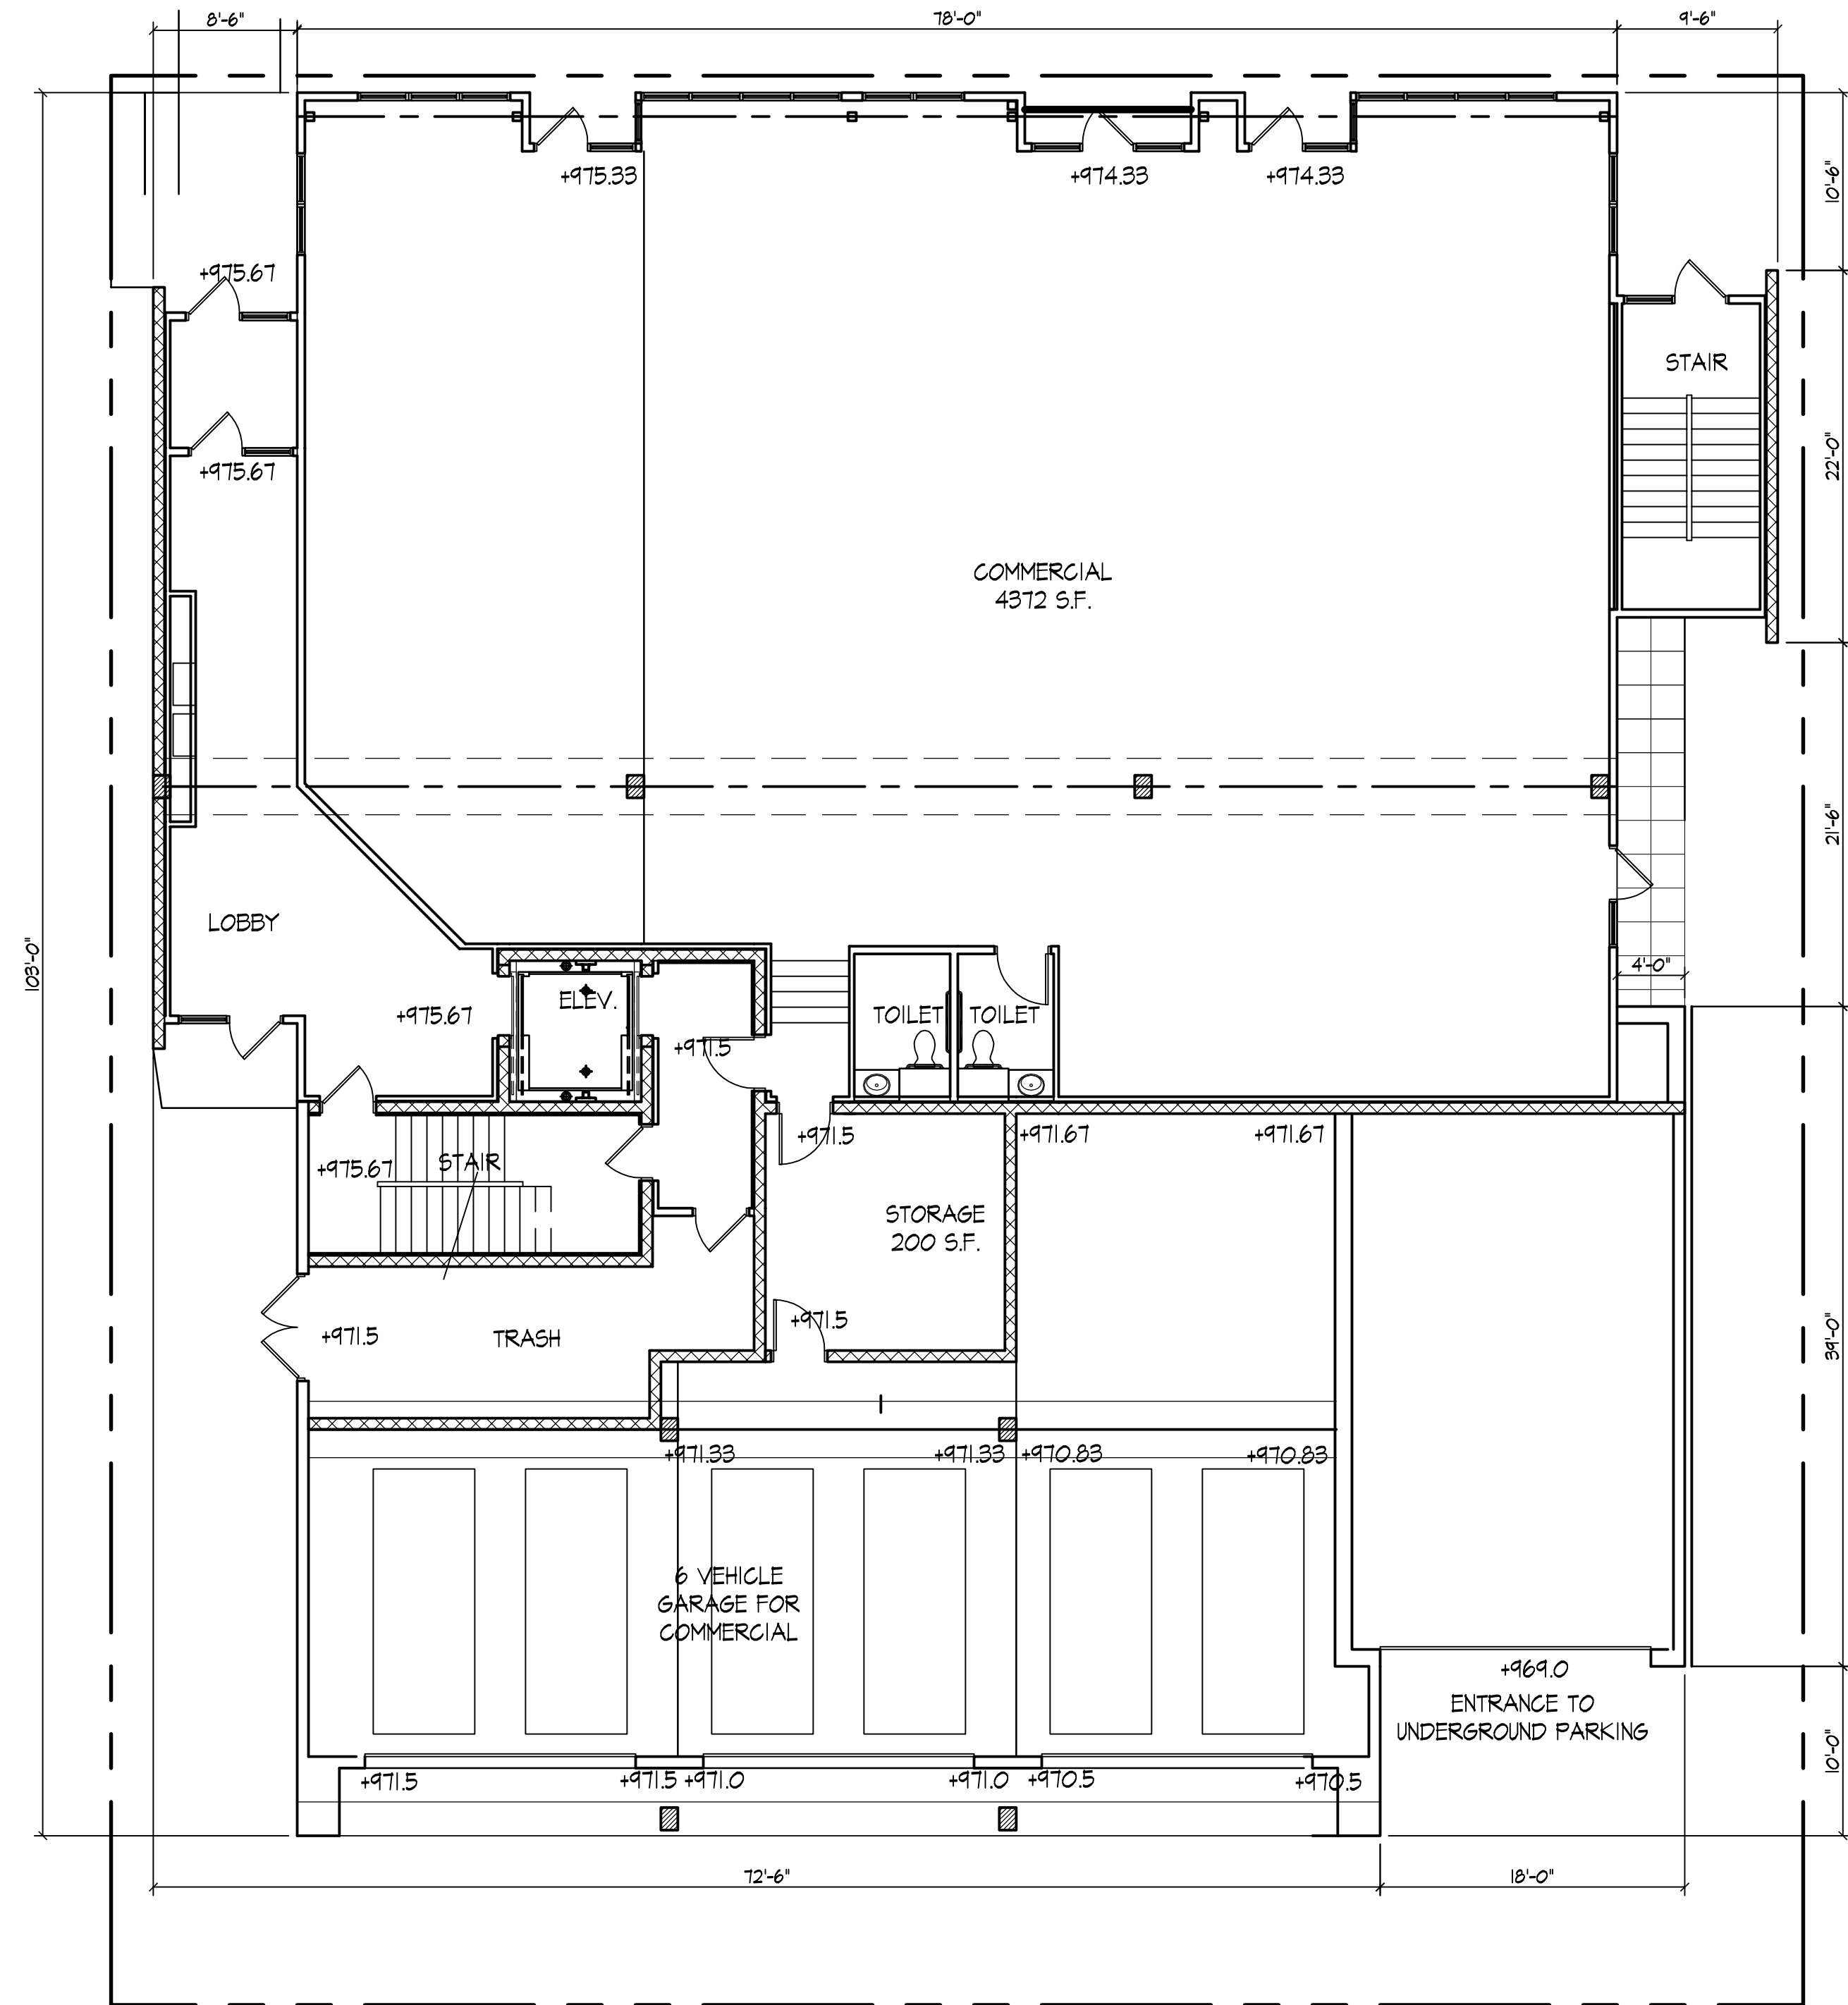 8'-6"
78'-0"
9'-6"
+975.33
+974.33
+974.33
10'-6"
+975.67
STAIR
+975.67
22'-0"
COMMERCIAL
4372 S.F.
21'-6"
LOBBY
103'-0"
4'-0"
ELEV.
+975.67
TOILET
TOILET
+971.5
+971.5
+971.67
+971.67
+975.67
STAIR
STORAGE
200 S.F.
+971.5
+971.5
TRASH
39'-0"
+971.33
+971.33
+970.83
+970.83
6 VEHICLE
GARAGE FOR
COMMERCIAL
+969.0
ENTRANCE TO
UNDERGROUND PARKING
10'-0"
+971.5
+971.5
+971.0
+971.0
+970.5
+970.5
72'-6"
18'-0"